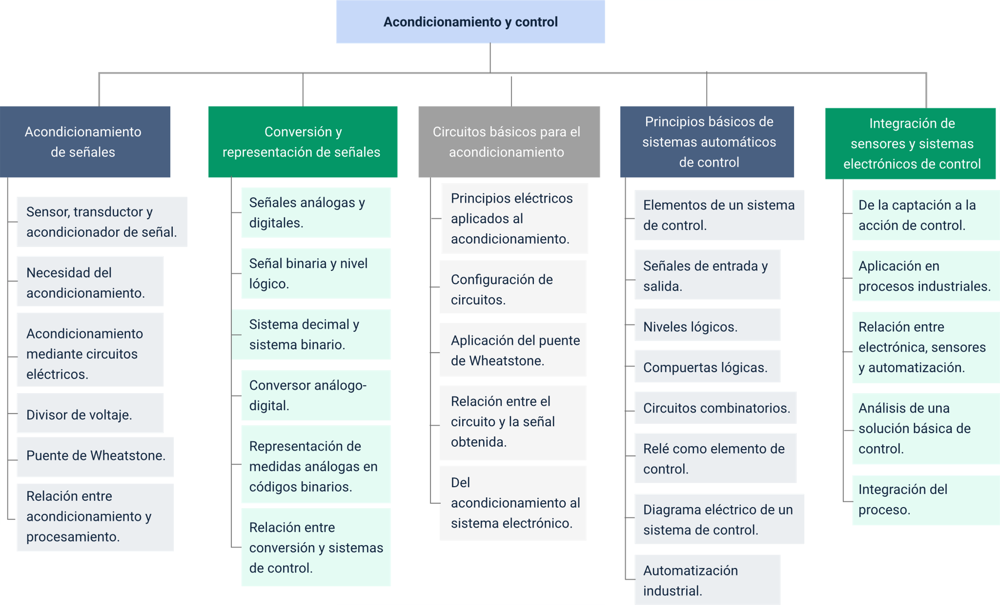 Acondicionamiento y control
Acondicionamiento
de señales
Sensor, transductor y
acondicionador de señal.
Necesidad del
acondicionamiento.
Acondicionamiento
mediante circuitos
eléctricos.
Divisor de voltaje.
Puente de Wheatstone.
Relación entre
acondicionamiento y
procesamiento.
Conversión y
representación de señales
Señales análogas y
digitales.
Señal binaria y nivel
lógico.
Sistema decimal y
sistema binario.
Conversor análogo-
digital.
Representación de
medidas análogas en
códigos binarios.
Relación entre
conversión y sistemas
de control.
Circuitos básicos para el
acondicionamiento
Principios eléctricos
aplicados al
acondicionamiento.
Configuración de
circuitos.
Aplicación del puente
de Wheatstone.
Relación entre el
circuito y la señal
obtenida.
Del
acondicionamiento al
sistema electrónico.
Principios básicos de
sistemas automáticos
de control
Elementos de un sistema
de control.
Señales de entrada y
salida.
Niveles lógicos.
Compuertas lógicas.
Circuitos combinatorios.
Relé como elemento de
control.
Diagrama eléctrico de un
sistema de control.
Automatización
industrial.
Integración de
sensores y sistemas
electrónicos de control
De la captación a la
acción de control.
Aplicación en
procesos industriales.
Relación entre
electrónica, sensores
y automatización.
Análisis de una
solución básica de
control.
Integración del
proceso.